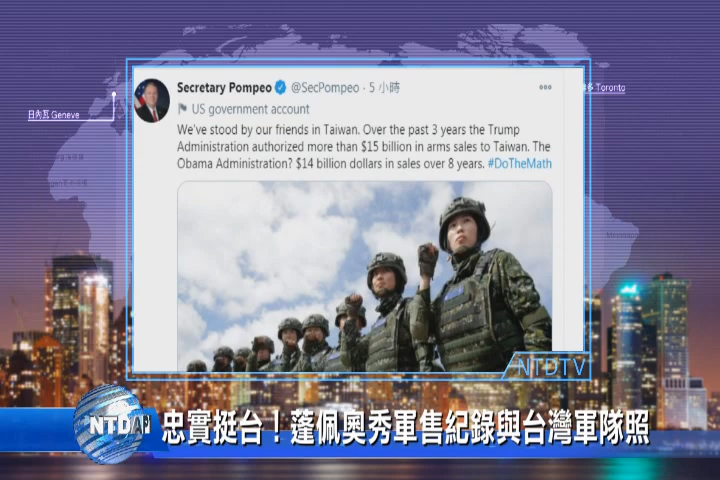 Secretary Pompeo @SecPompeo · 5 小時
US government account
日內瓦 Geneve
Toronto
We've stood by our friends in Taiwan. Over the past 3 years the Trump
Administration authorized more than $15 billion in arms sales to Taiwan. The
Obama Administration? $14 billion dollars in sales over 8 years. #DoTheMath
NTDTV
NTDAP
忠實挺台！蓬佩奧秀軍售紀錄與台灣軍隊照